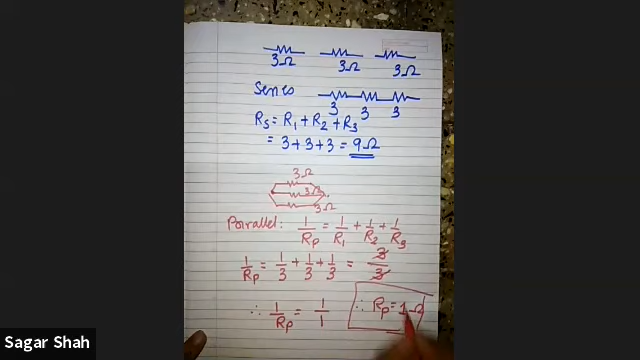 3Ω 3Ω 3Ω
Series
3 3 3
Rs = R1 + R2 + R3
= 3 + 3 + 3 = 9Ω
3Ω
3Ω
3Ω
Parallel: 1/Rp = 1/R1 + 1/R2 + 1/R3
1/Rp = 1/3 + 1/3 + 1/3 = 3/3
∴ 1/Rp = 1/1 ∴ Rp = 1Ω
Sagar Shah